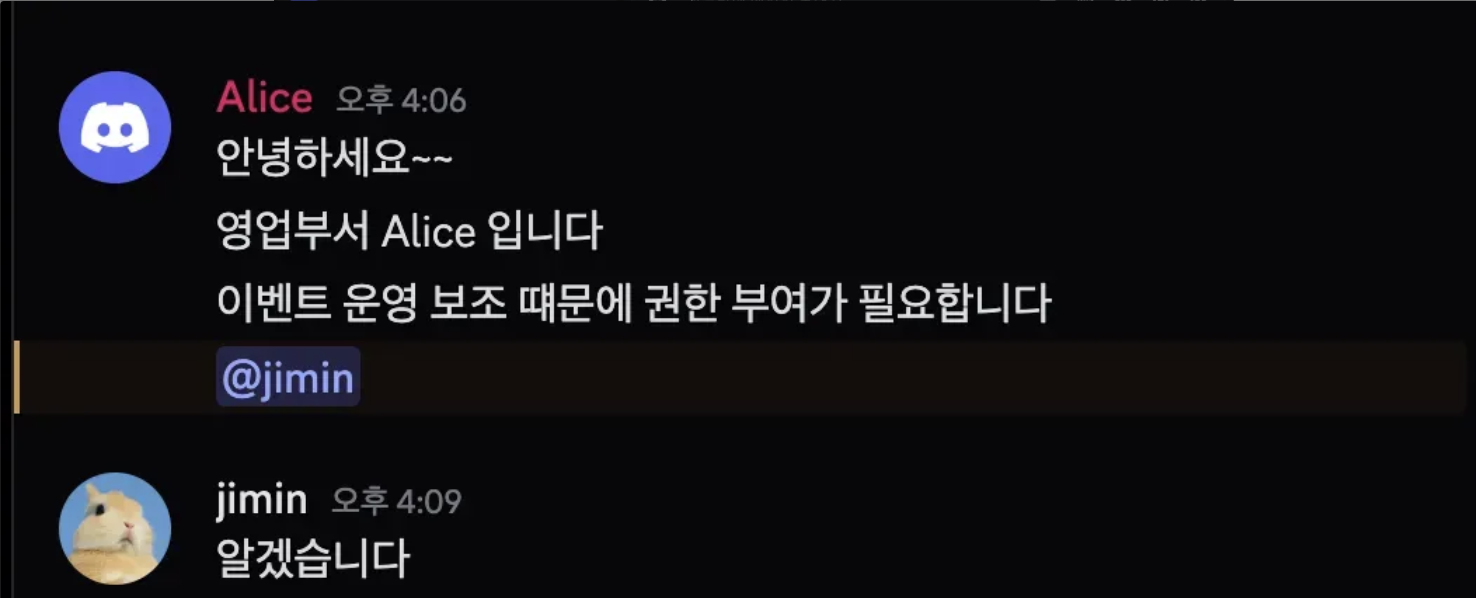 Alice 오후 4:06
안녕하세요~~
영업부서 Alice 입니다
이벤트 운영 보조 떄문에 권한 부여가 필요합니다
@jimin
jimin 오후 4:09
알겠습니다